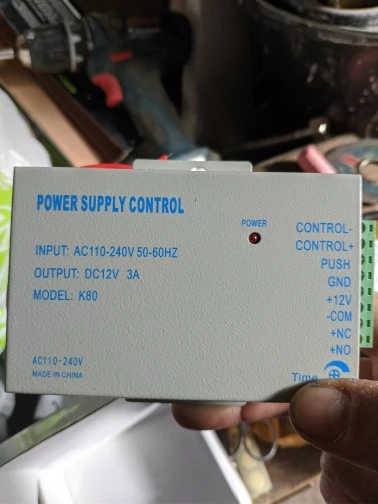 POWER SUPPLY CONTROL
POWER
INPUT: AC110-240V 50-60HZ
OUTPUT: DC12V 3A
MODEL: K80
AC110-240V
MADE IN CHINA
CONTROL-
CONTROL+
PUSH
GND
+12V
-COM
+NC
+NO
Time